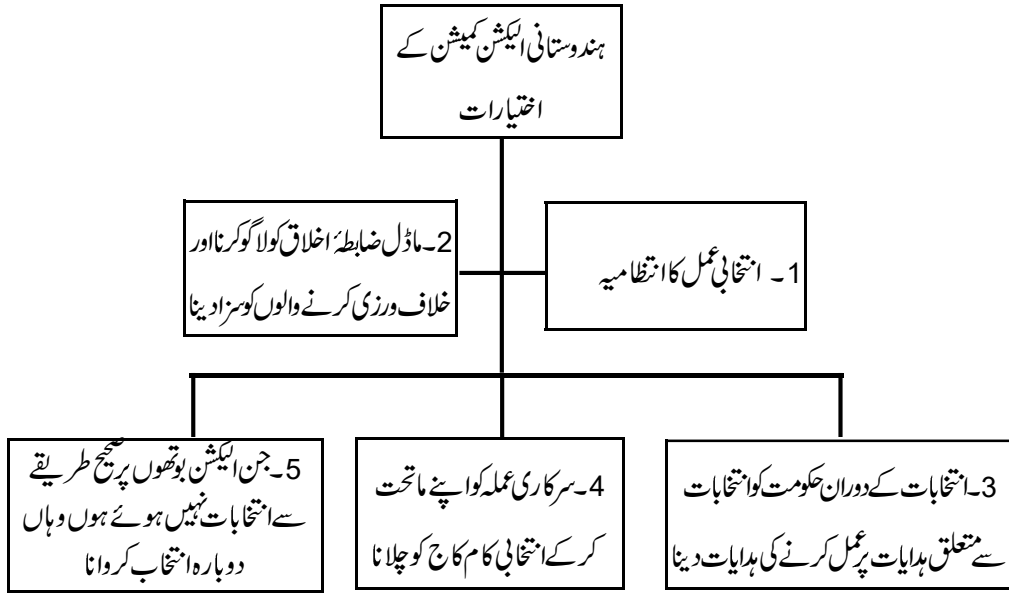 ہندوستانی الیکشن کمیشن کے
اختیارات
1۔ انتخابی عمل کا انتظامیہ
2۔ماڈل ضابطۂ اخلاق کو لاگو کرنا اور
خلاف ورزی کرنے والوں کو سزا دینا
3۔انتخابات کے دوران حکومت کو انتخابات
سے متعلق ہدایات پر عمل کرنے کی ہدایات دینا
4۔سرکاری عملہ کو اپنے ماتحت
کر کے انتخابی کام کاج کو چلانا
5۔جن الیکشن بوتھوں پر صحیح طریقے
سے انتخابات نہیں ہوئے ہوں وہاں
دوبارہ انتخاب کروانا